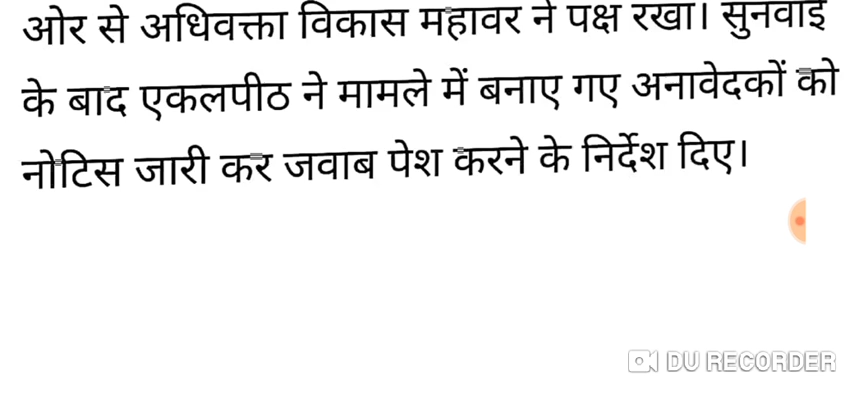 ओर से अधिवक्ता विकास महावर ने पक्ष रखा। सुनवाई
के बाद एकलपीठ ने मामले में बनाए गए अनावेदकों को
नोटिस जारी कर जवाब पेश करने के निर्देश दिए।
DU RECORDER